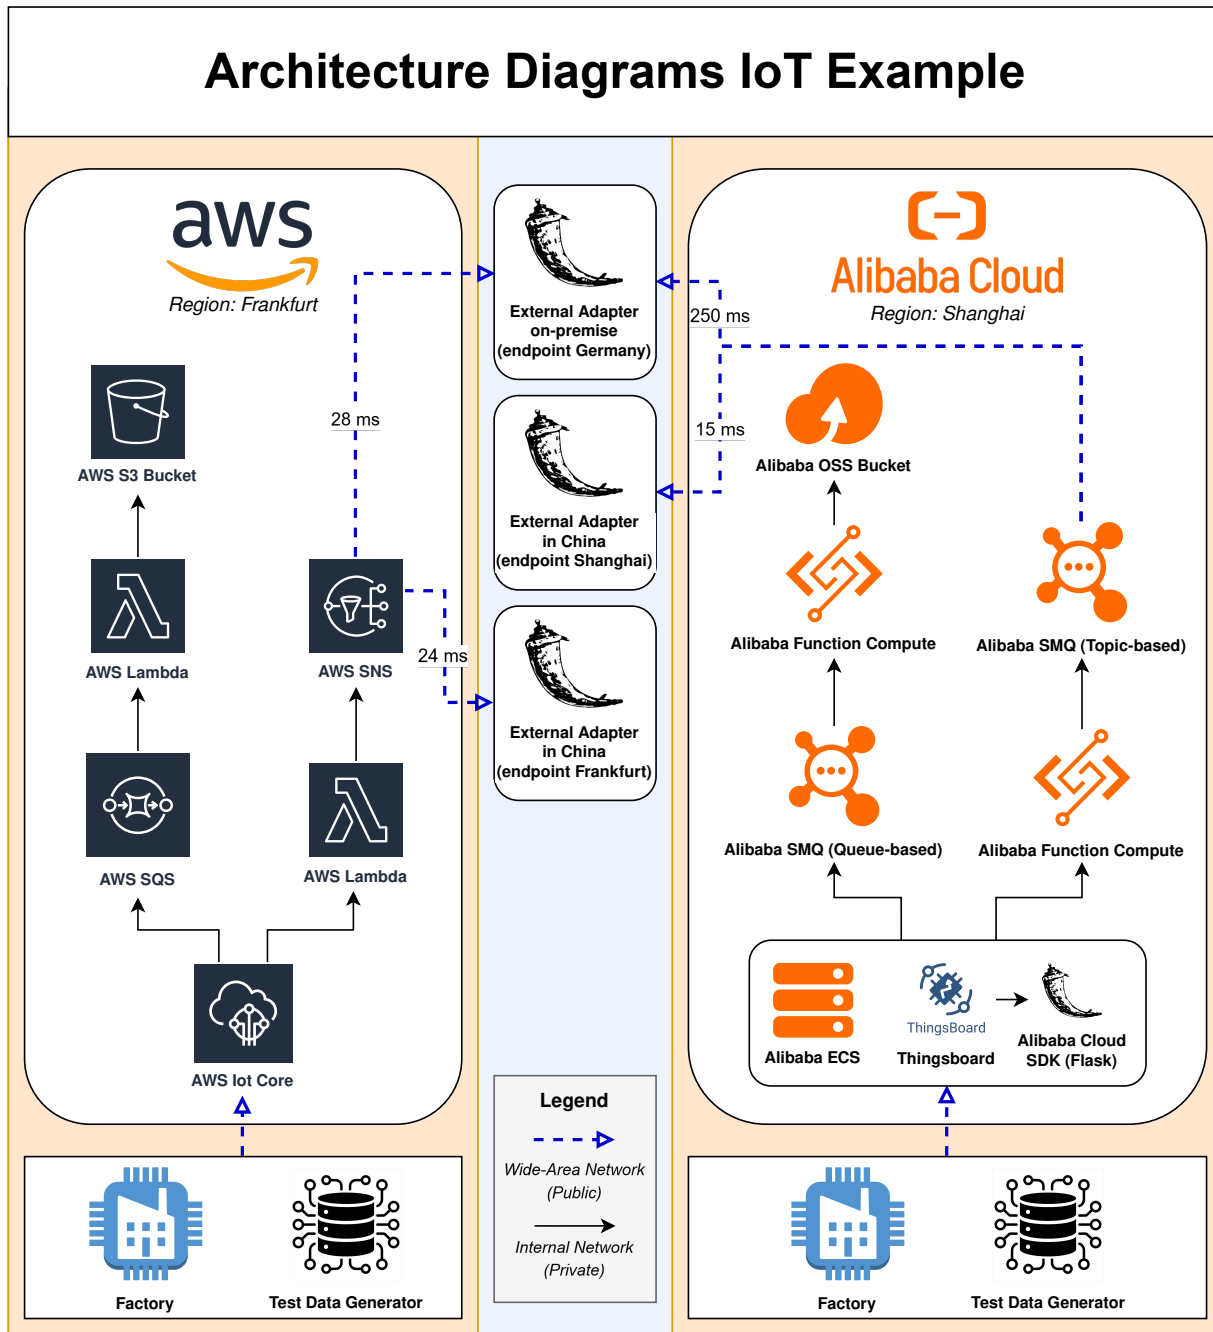 Architecture Diagrams IoT Example
aws
Region: Frankfurt
AWS S3 Bucket
28 ms
AWS Lambda
AWS SNS
24 ms
AWS SQS
AWS Lambda
AWS Iot Core
Factory
Test Data Generator
External Adapter
on-premise
(endpoint Germany)
External Adapter
in China
(endpoint Shanghai)
External Adapter
in China
(endpoint Frankfurt)
Legend
Wide-Area Network
(Public)
Internal Network
(Private)
Alibaba Cloud
Region: Shanghai
250 ms
15 ms
Alibaba OSS Bucket
Alibaba Function Compute
Alibaba SMQ (Topic-based)
Alibaba SMQ (Queue-based)
Alibaba Function Compute
ThingsBoard
Alibaba ECS
Thingsboard
Alibaba Cloud
SDK (Flask)
Factory
Test Data Generator